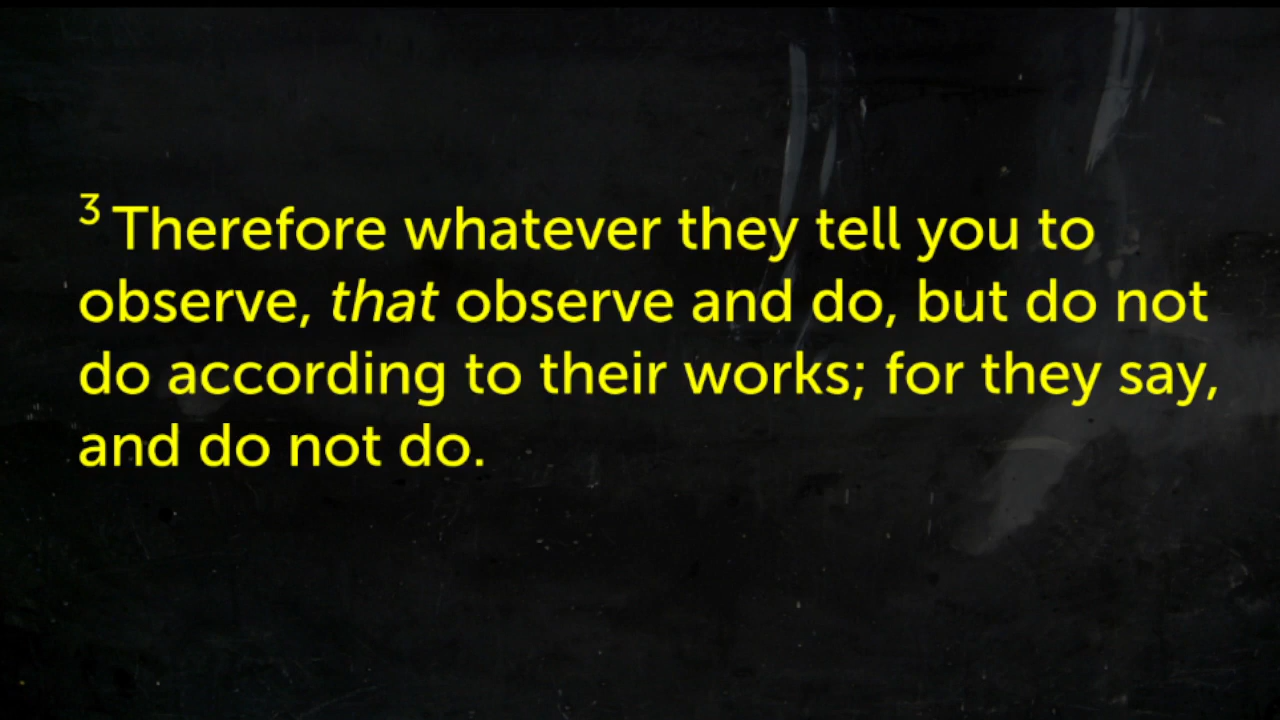 3 Therefore whatever they tell you to
observe, that observe and do, but do not
do according to their works; for they say,
and do not do.